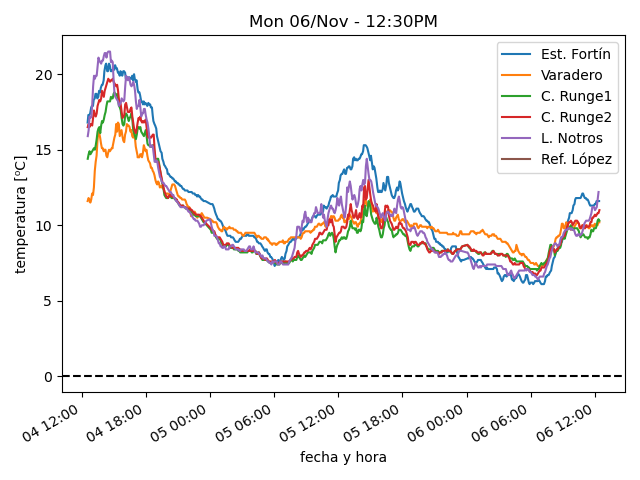 Mon 06/Nov - 12:30PM
temperatura [ºC]
20
15
10
5
0
Est. Fortín
Varadero
C. Runge1
C. Runge2
L. Notros
Ref. López
04 12:00
04 18:00
05 00:00
05 06:00
05 12:00
05 18:00
06 00:00
06 06:00
06 12:00
fecha y hora